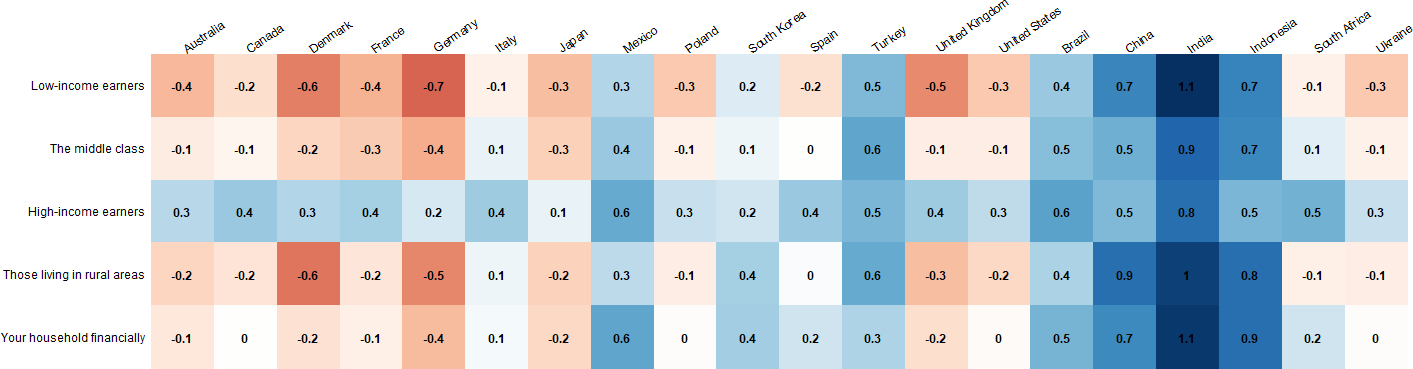 Australia Canada Denmark France Germany Italy Japan Mexico Poland South Korea Spain Turkey United Kingdom United States Brazil China India Indonesia South Africa Ukraine
Low-income earners -0.4 -0.2 -0.6 -0.4 -0.7 -0.1 -0.3 0.3 -0.3 0.2 -0.2 0.5 -0.5 -0.3 0.4 0.7 1.1 0.7 -0.1 -0.3
The middle class -0.1 -0.1 -0.2 -0.3 -0.4 0.1 -0.3 0.4 -0.1 0.1 0 0.6 -0.1 -0.1 0.5 0.5 0.9 0.7 0.1 -0.1
High-income earners 0.3 0.4 0.3 0.4 0.2 0.4 0.1 0.6 0.3 0.2 0.4 0.5 0.4 0.3 0.6 0.5 0.8 0.5 0.5 0.3
Those living in rural areas -0.2 -0.2 -0.6 -0.2 -0.5 0.1 -0.2 0.3 -0.1 0.4 0 0.6 -0.3 -0.2 0.4 0.9 1 0.8 -0.1 -0.1
Your household financially -0.1 0 -0.2 -0.1 -0.4 0.1 -0.2 0.6 0 0.4 0.2 0.3 -0.2 0 0.5 0.7 1.1 0.9 0.2 0